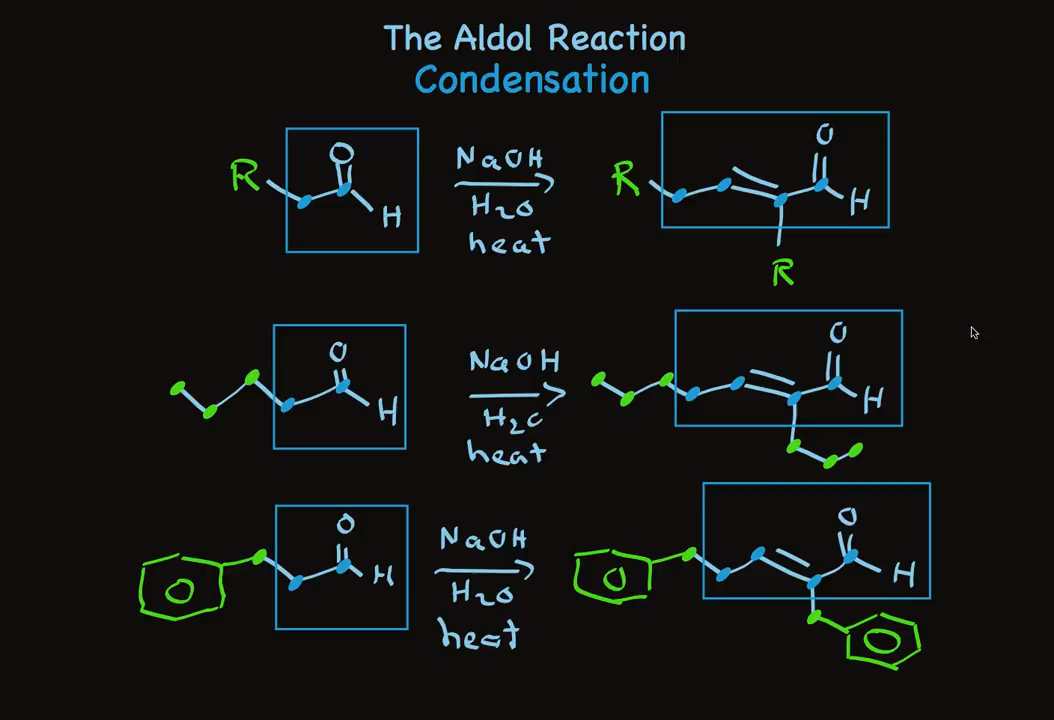 The Aldol Reaction
Condensation
O
R
H
NaOH
H2O
heat
O
R
H
R
O
H
NaOH
H2C
heat
O
H
O
H
NaOH
H2O
heat
O
H